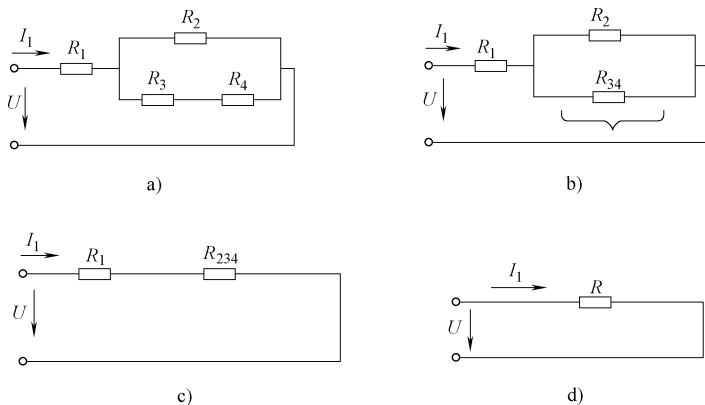 I₁ R₁ R₂ R₃ R₄ U
a)
I₁ R₁ R₂ R₃₄ U
b)
I₁ R₁ R₂₃₄ U
c)
I₁ R U
d)